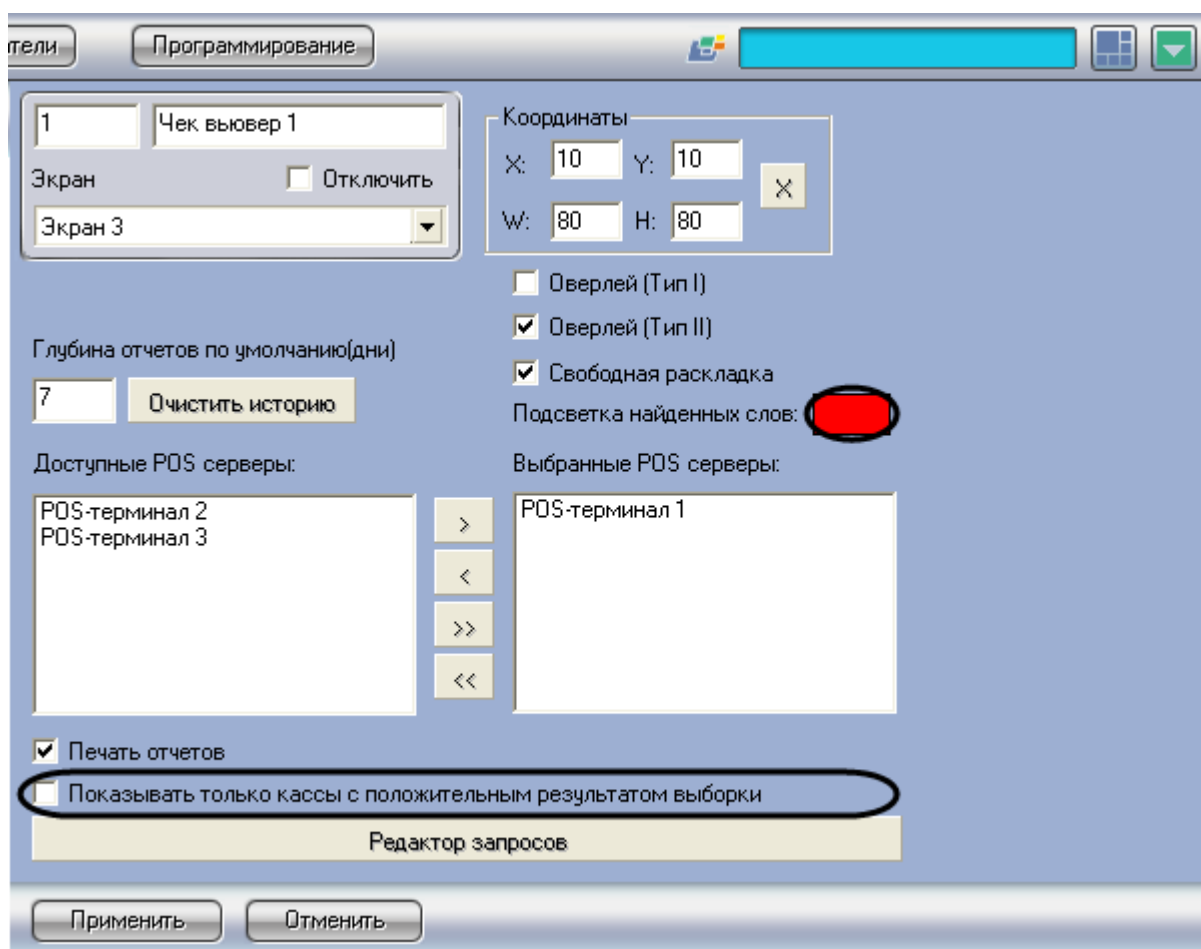 тели
Программирование
1
Чек вьювер 1
Экран
Отключить
Экран 3
Координаты
X: 10 Y: 10
X
W: 80 H: 80
Оверлей (Тип I)
Оверлей (Тип II)
Свободная раскладка
Глубина отчетов по умолчанию(дни)
7
Очистить историю
Подсветка найденных слов:
Доступные POS серверы:
Выбранные POS серверы:
POS-терминал 2
POS-терминал 3
>
<
>>
<<
POS-терминал 1
Печать отчетов
Показывать только кассы с положительным результатом выборки
Редактор запросов
Применить
Отменить